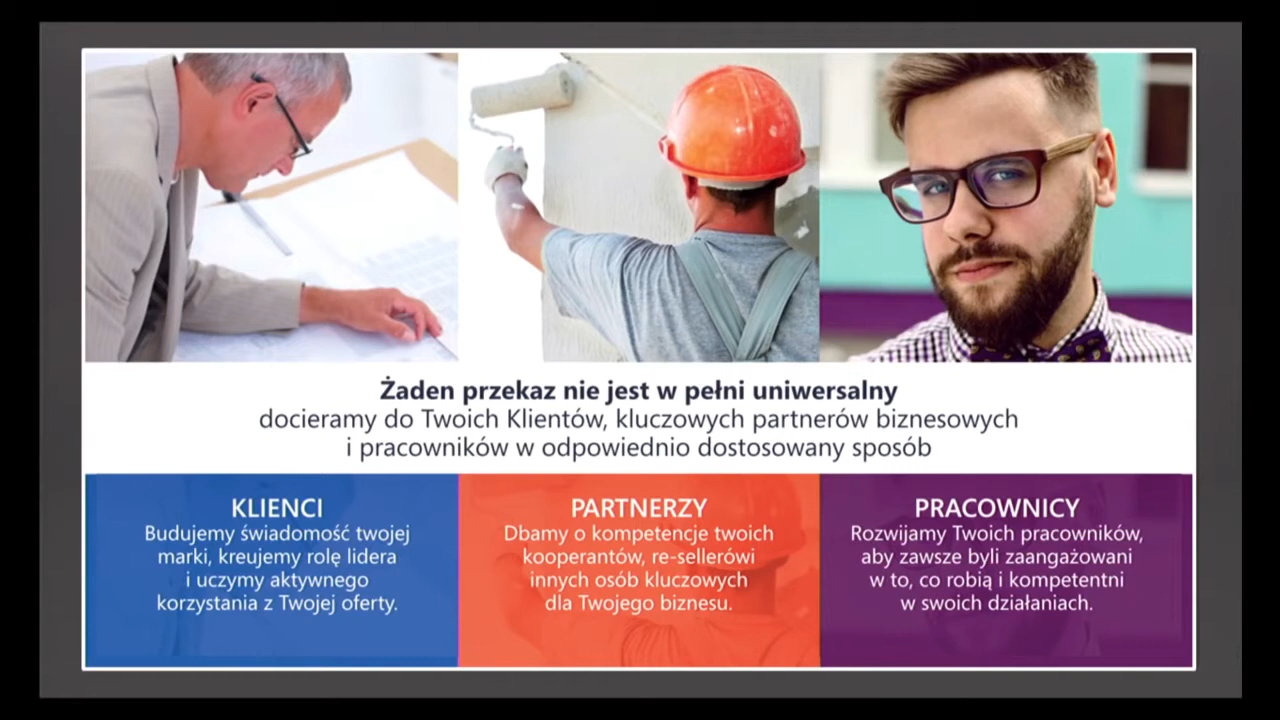 Żaden przekaz nie jest w pełni uniwersalny
docieramy do Twoich Klientów, kluczowych partnerów biznesowych
i pracowników w odpowiednio dostosowany sposób
KLIENCI
Budujemy świadomość twojej
marki, kreujemy rolę lidera
i uczymy aktywnego
korzystania z Twojej oferty.
PARTNERZY
Dbamy o kompetencje twoich
kooperantów, re-sellerówi
innych osób kluczowych
dla Twojego biznesu.
PRACOWNICY
Rozwijamy Twoich pracowników,
aby zawsze byli zaangażowani
w to, co robią i kompetentni
w swoich działaniach.